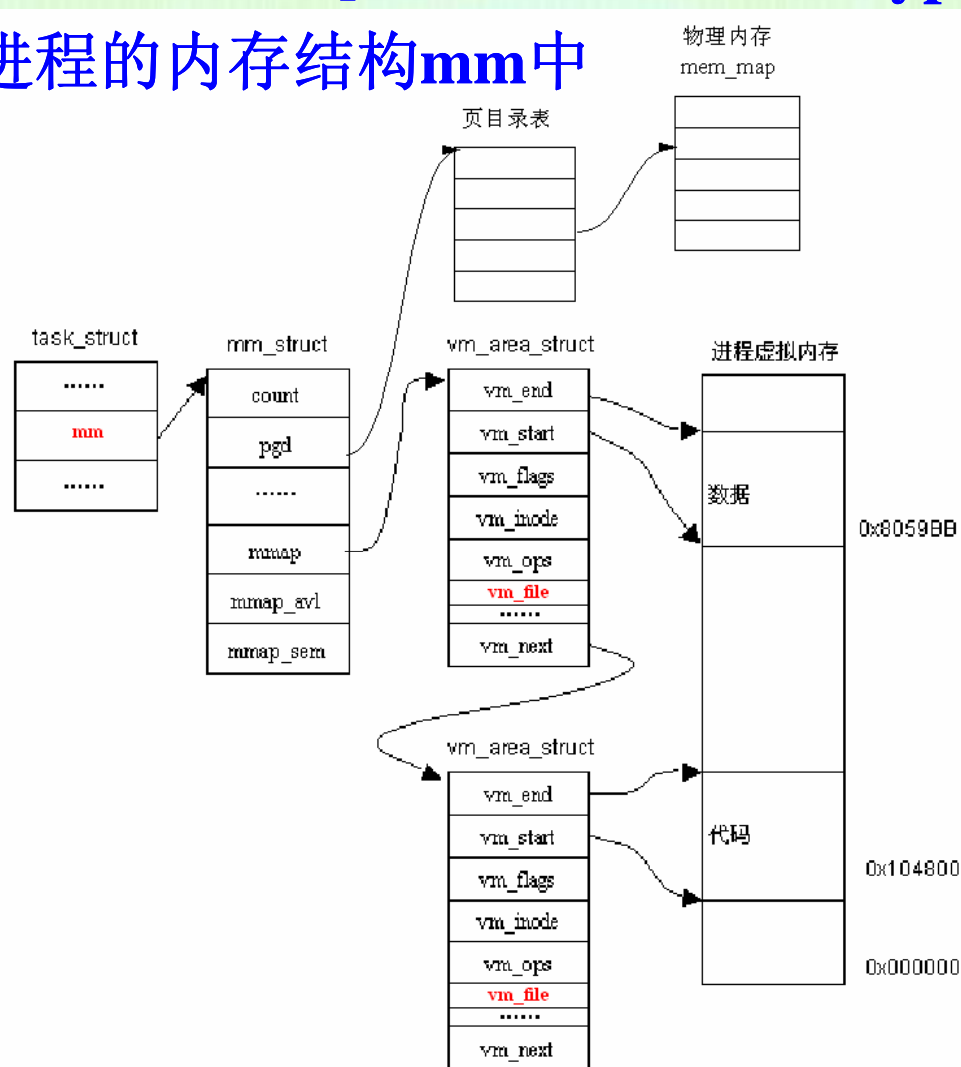 进程的内存结构mm中
物理内存
mem_map
页目录表
task_struct
......
mm
......
mm_struct
count
pgd
......
mmap
mmap_avl
mmap_sem
vm_area_struct
vm_end
vm_start
vm_flags
vm_inode
vm_ops
vm_file
......
vm_next
进程虚拟内存
数据
0x8059BB
代码
0x104800
0x000000
vm_area_struct
vm_end
vm_start
vm_flags
vm_inode
vm_ops
vm_file
......
vm_next